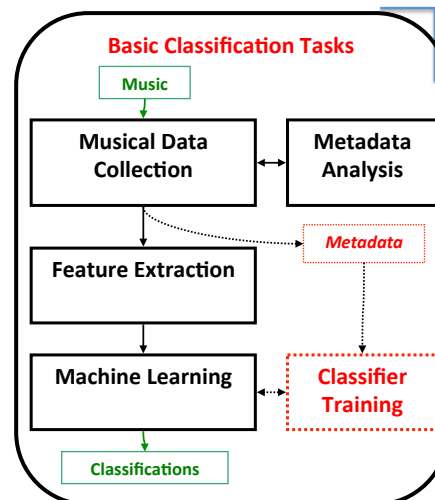 Basic Classification Tasks
Music
Musical Data
Collection
Metadata
Analysis
Metadata
Feature Extraction
Machine Learning
Classifier
Training
Classifications